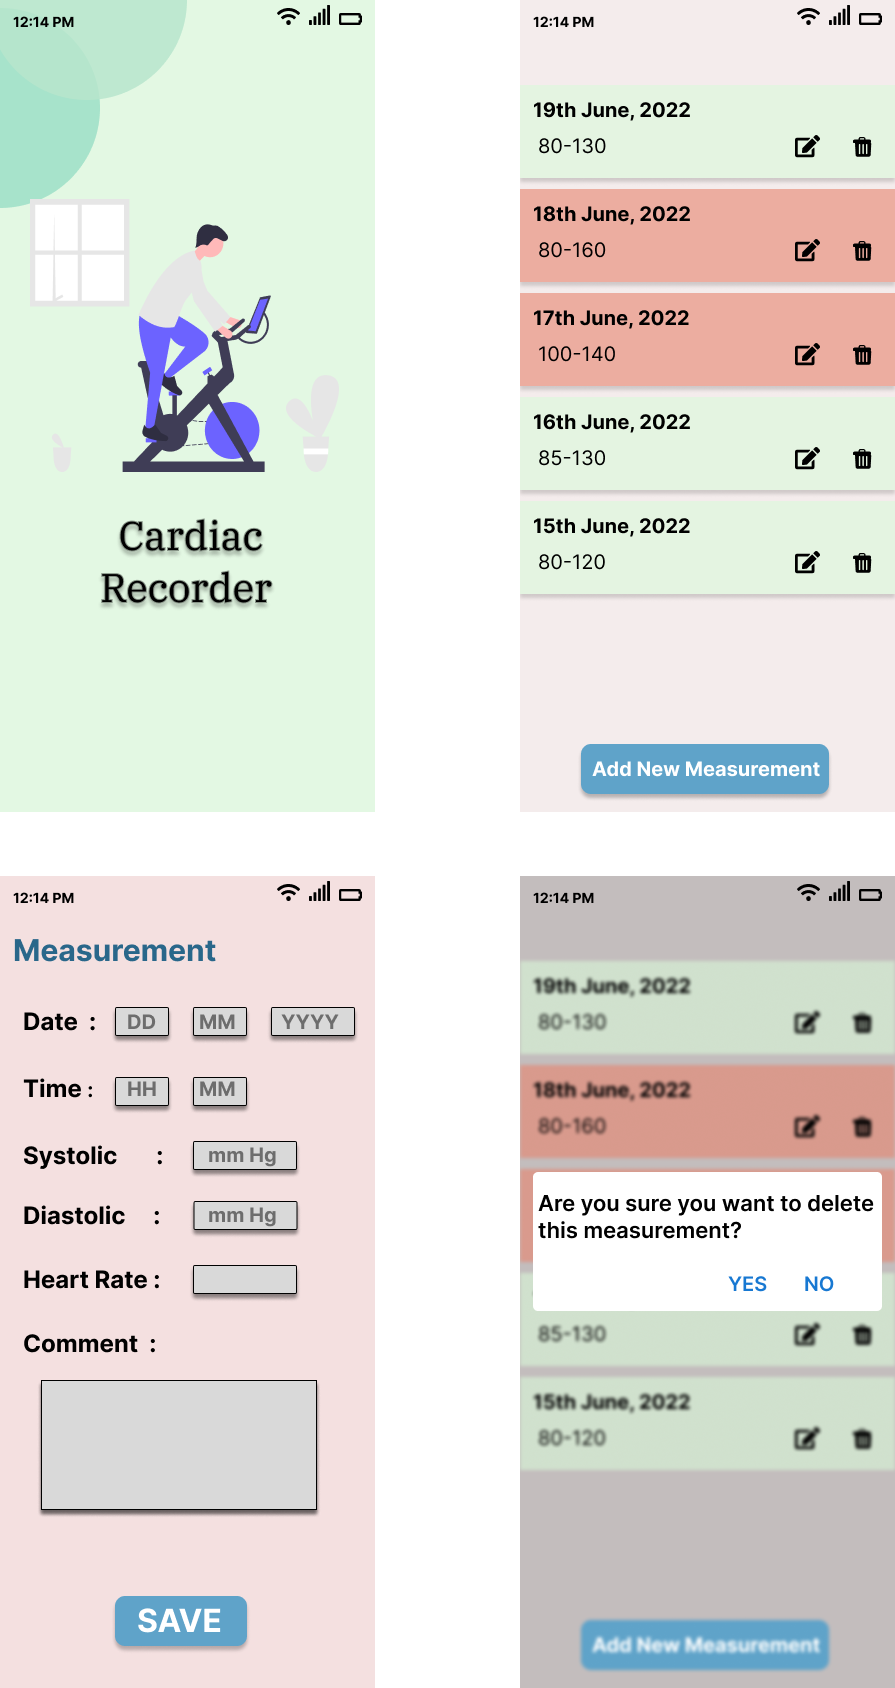 12:14 PM
Cardiac
Recorder
12:14 PM
19th June, 2022
80-130
18th June, 2022
80-160
17th June, 2022
100-140
16th June, 2022
85-130
15th June, 2022
80-120
Add New Measurement
12:14 PM
Measurement
Date : DD MM YYYY
Time : HH MM
Systolic : mm Hg
Diastolic : mm Hg
Heart Rate :
Comment :
SAVE
12:14 PM
19th June, 2022
80-130
18th June, 2022
80-160
Are you sure you want to delete
this measurement?
YES NO
85-130
15th June, 2022
80-120
Add New Measurement